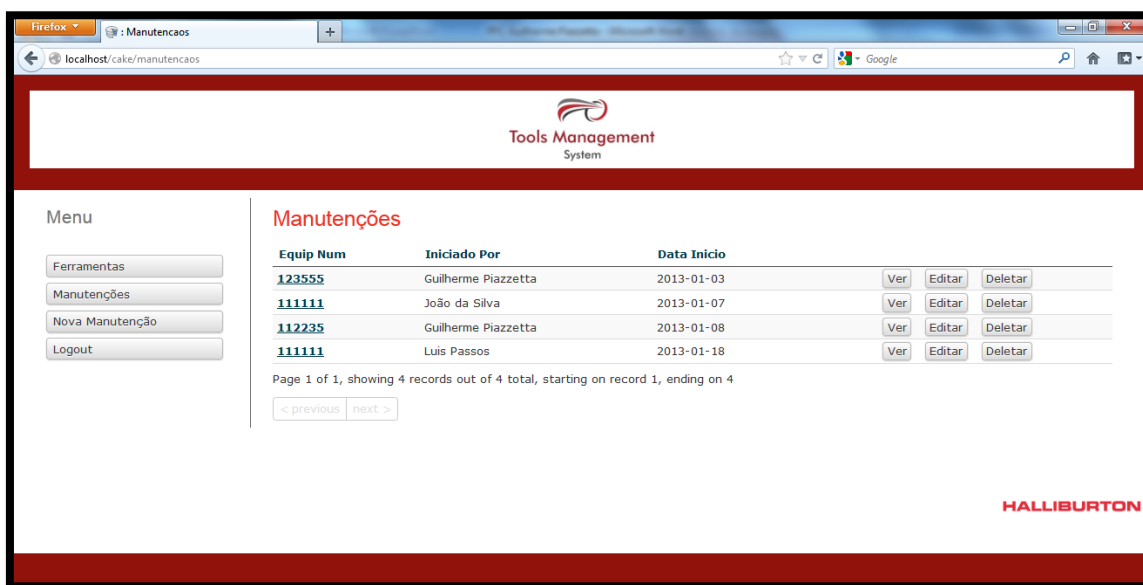 Firefox
: Manutencaos
localhost/cake/manutencaos
Google
Tools Management
System
Menu
Ferramentas
Manutenções
Nova Manutenção
Logout
Manutenções
Equip Num Iniciado Por Data Inicio
123555 Guilherme Piazzetta 2013-01-03 Ver Editar Deletar
111111 João da Silva 2013-01-07 Ver Editar Deletar
112235 Guilherme Piazzetta 2013-01-08 Ver Editar Deletar
111111 Luis Passos 2013-01-18 Ver Editar Deletar
Page 1 of 1, showing 4 records out of 4 total, starting on record 1, ending on 4
< previous next >
HALLIBURTON